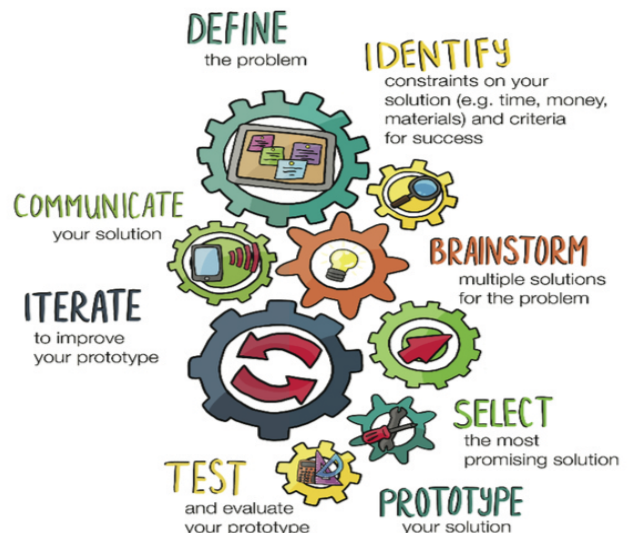 DEFINE
the problem
IDENTIFY
constraints on your
solution (e.g. time, money,
materials) and criteria
for success
BRAINSTORM
multiple solutions
for the problem
SELECT
the most
promising solution
PROTOTYPE
your solution
TEST
and evaluate
your prototype
ITERATE
to improve
your prototype
COMMUNICATE
your solution